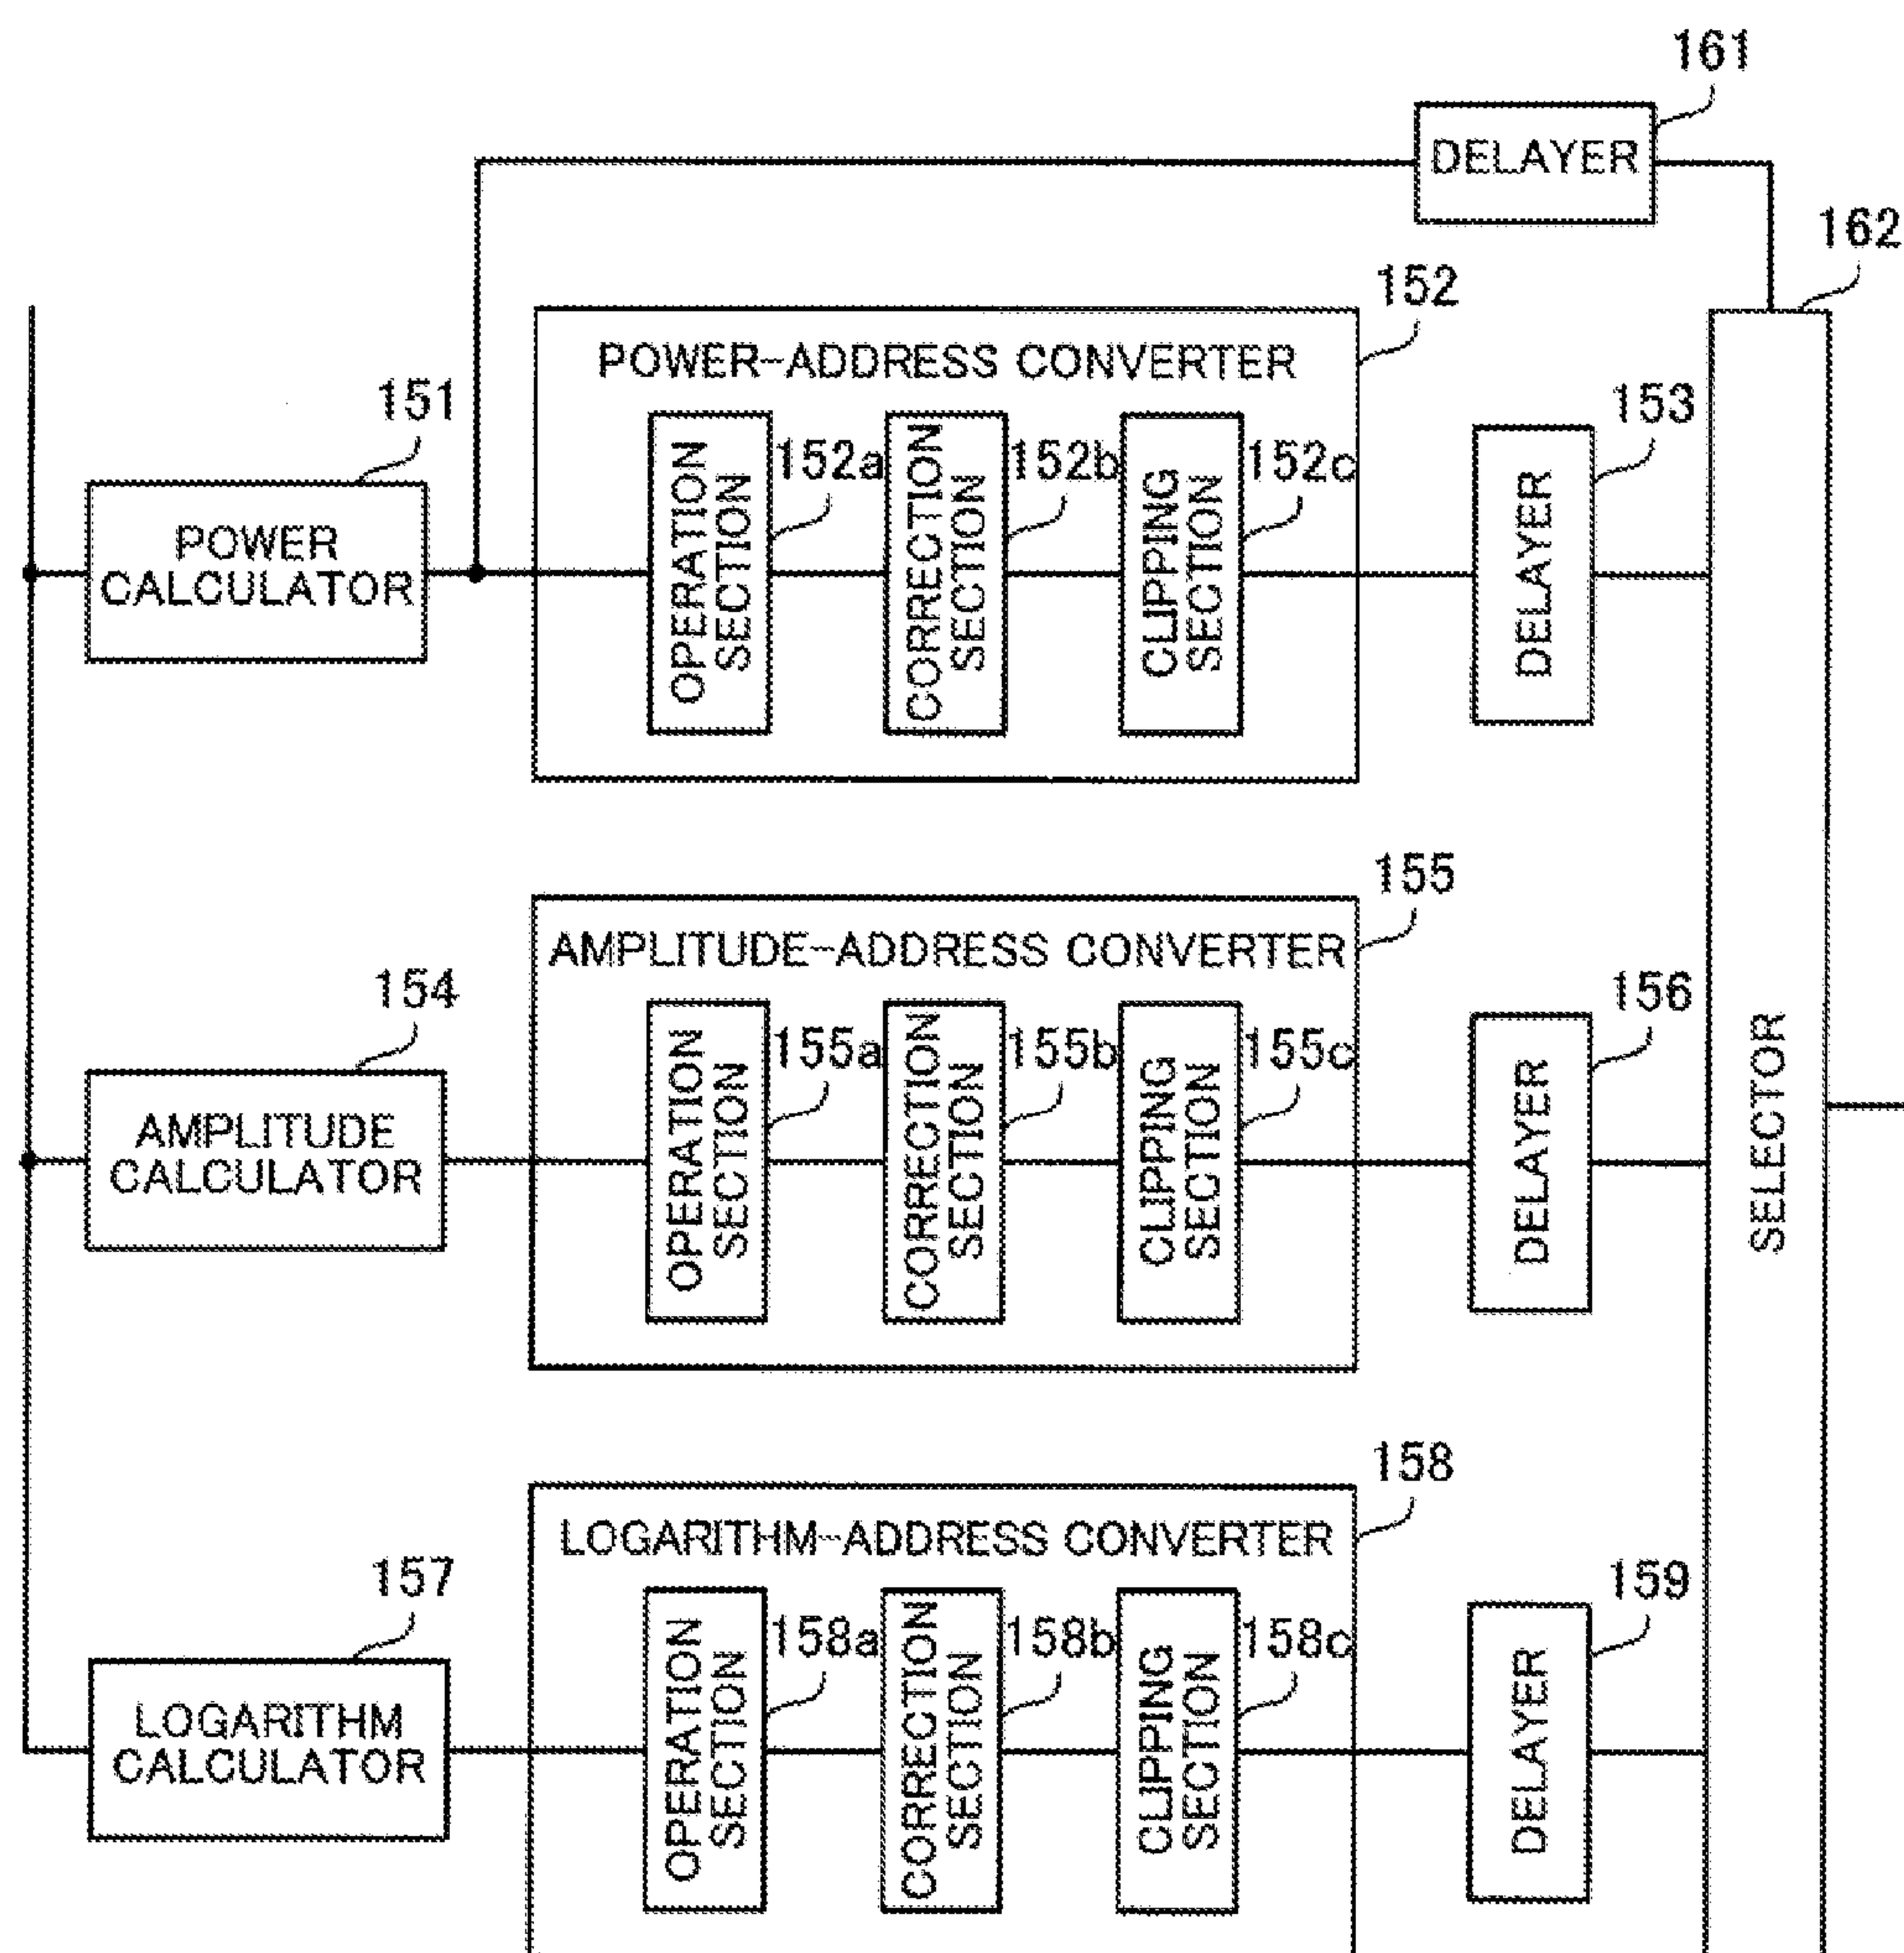 161
DELAYER
162
152
POWER-ADDRESS CONVERTER
151
153
152a
152b
152c
POWER
CALCULATOR
OPERATION
SECTION
CORRECTION
SECTION
CLIPPING
SECTION
DELAYER
155
AMPLITUDE-ADDRESS CONVERTER
154
156
155a
155b
155c
AMPLITUDE
CALCULATOR
OPERATION
SECTION
CORRECTION
SECTION
CLIPPING
SECTION
DELAYER
SELECTOR
158
LOGARITHM-ADDRESS CONVERTER
157
159
158a
158b
158c
LOGARITHM
CALCULATOR
OPERATION
SECTION
CORRECTION
SECTION
CLIPPING
SECTION
DELAYER